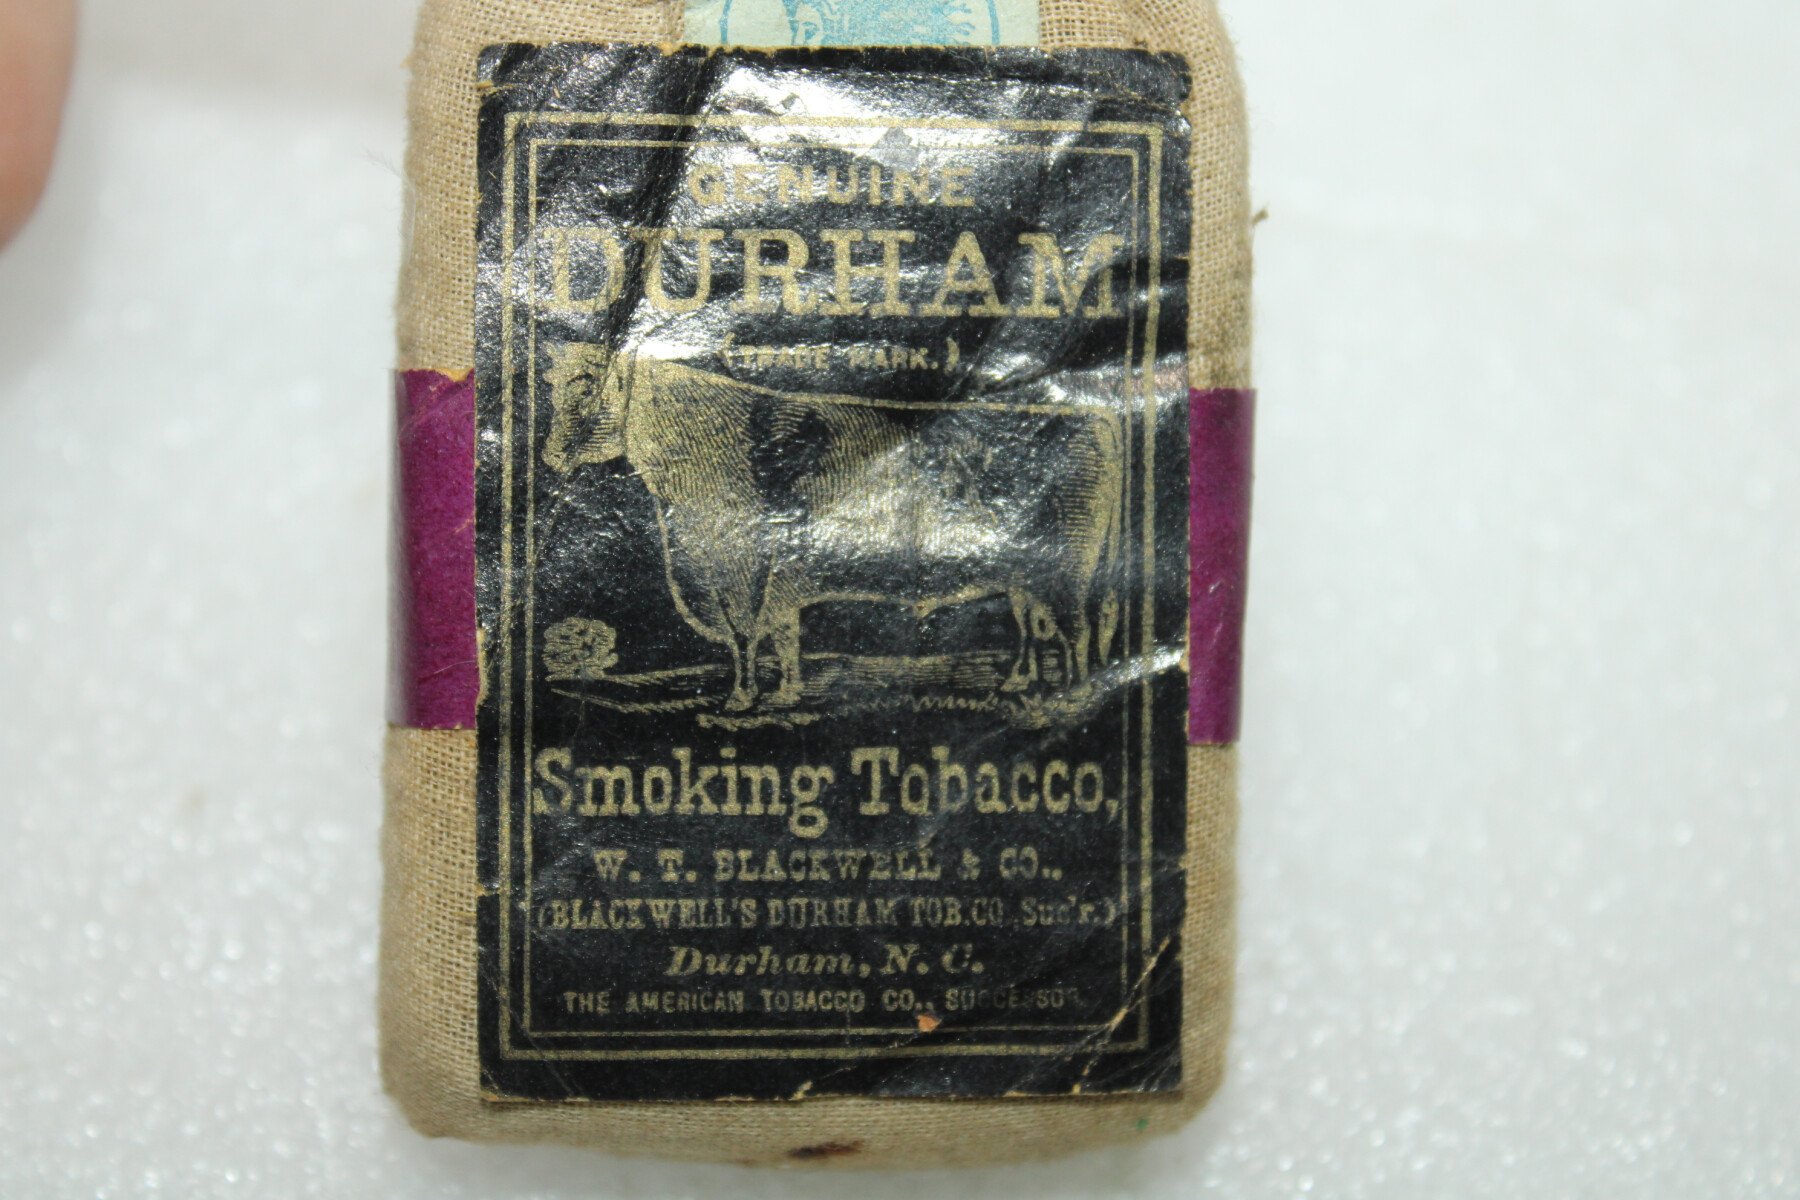 GENUINE
DURHAM
(TRADE MARK.)
Smoking Tobacco,
W. T. BLACKWELL & CO.,
(BLACKWELL'S DURHAM TOB. CO., Suc'r.)
Durham, N. C.
THE AMERICAN TOBACCO CO., SUCCESSOR.